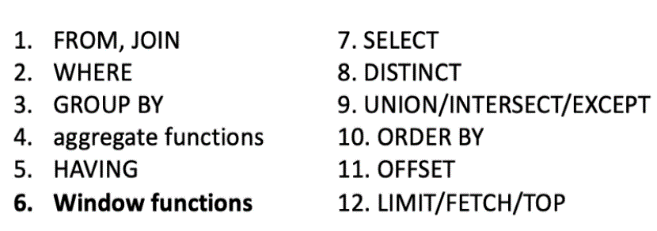 1. FROM, JOIN
2. WHERE
3. GROUP BY
4. aggregate functions
5. HAVING
6. Window functions
7. SELECT
8. DISTINCT
9. UNION/INTERSECT/EXCEPT
10. ORDER BY
11. OFFSET
12. LIMIT/FETCH/TOP